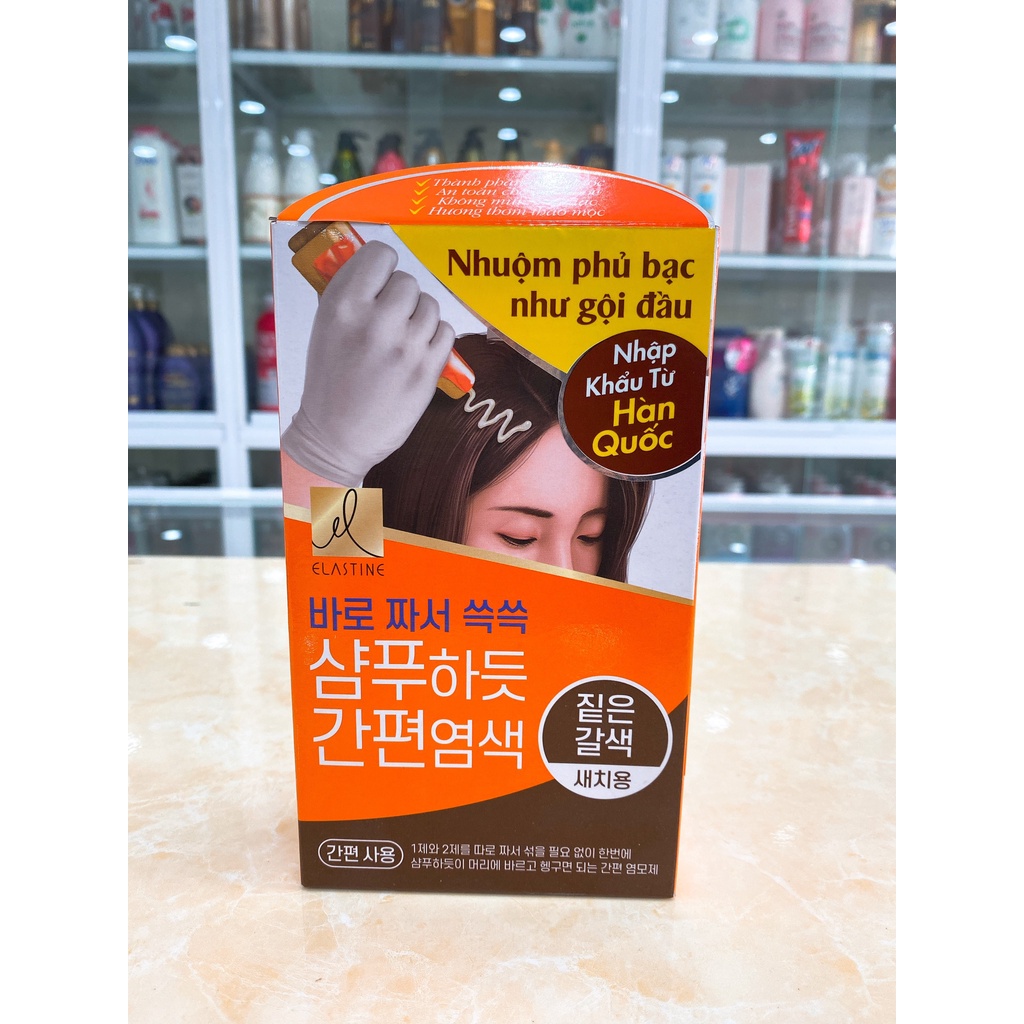 Thành phần
An toàn
Không mùi
Hương thơm thảo mộc
Nhuộm phủ bạc
như gội đầu
Nhập
Khẩu Từ
Hàn
Quốc
ELASTINE
바로 짜서 쓱쓱
샴푸하듯
간편염색
짙은
갈색
새치용
간편 사용
1제와 2제를 따로 짜서 섞을 필요 없이 한번에
샴푸하듯이 머리에 바르고 헹구면 되는 간편 염모제